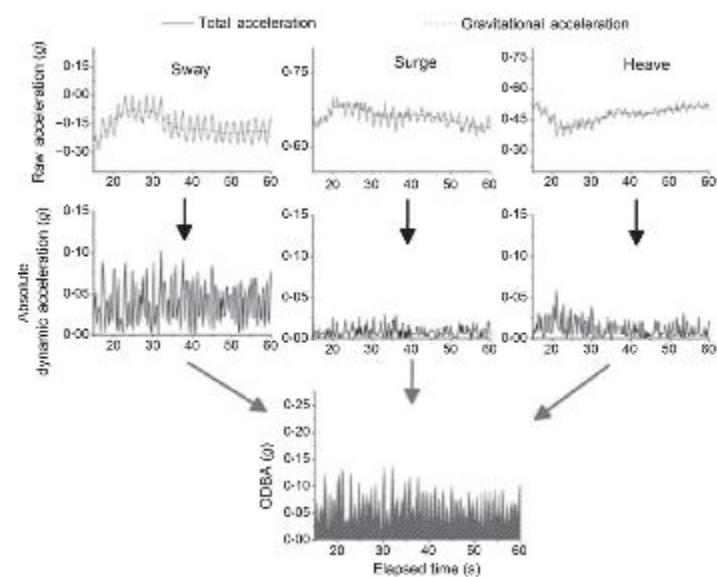 Total acceleration Gravitational acceleration
Raw acceleration (g)
0·15
0·00
−0·15
−0·30
Sway
20 30 40 50 60
0·75
0·60
Surge
20 30 40 50 60
0·75
0·60
0·45
0·30
Heave
20 30 40 50 60
Absolute
dynamic acceleration (g)
0·15
0·10
0·05
0·00
20 30 40 50 60
0·15
0·10
0·05
0·00
20 30 40 50 60
0·15
0·10
0·05
0·00
20 30 40 50 60
ODBA (g)
0·25
0·20
0·15
0·10
0·05
0·00
20 30 40 50 60
Elapsed time (s)